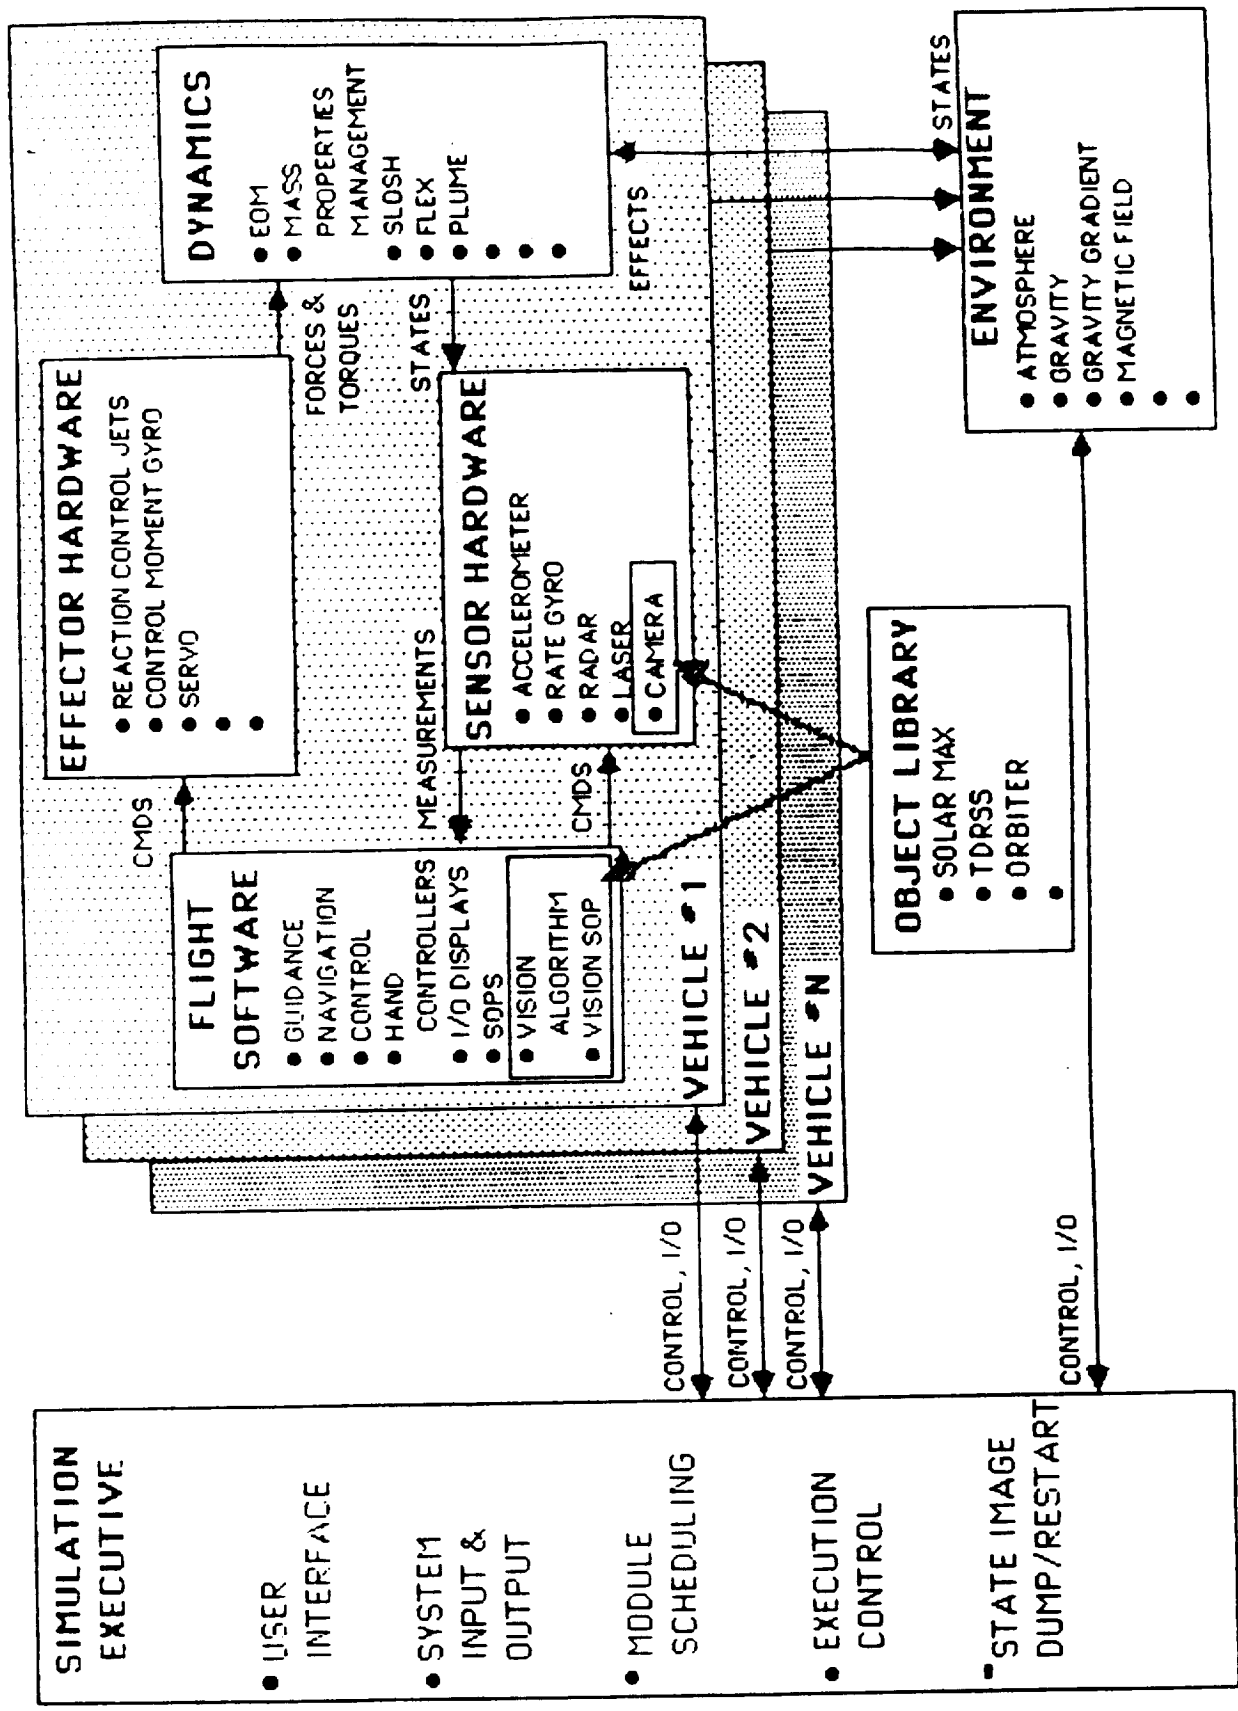 SIMULATION
EXECUTIVE
• USER
INTERFACE
• SYSTEM
INPUT &
OUTPUT
• MODULE
SCHEDULING
• EXECUTION
CONTROL
• STATE IMAGE
DUMP/RESTART
CONTROL, I/O
CONTROL, I/O
CONTROL, I/O
CONTROL, I/O
FLIGHT
SOFTWARE
• GUIDANCE
• NAVIGATION
• CONTROL
• HAND
CONTROLLERS
• I/O DISPLAYS
• SOPS
• VISION
ALGORITHM
• VISION SOP
CMDS
MEASUREMENTS
CMDS
EFFECTOR HARDWARE
• REACTION CONTROL JETS
• CONTROL MOMENT GYRO
• SERVO
•
•
FORCES &
TORQUES
STATES
SENSOR HARDWARE
• ACCELEROMETER
• RATE GYRO
• RADAR
• LASER
• CAMERA
DYNAMICS
• EOM
• MASS
PROPERTIES
MANAGEMENT
• SLOSH
• FLEX
• PLUME
•
•
•
VEHICLE #1
VEHICLE #2
VEHICLE #N
EFFECTS
STATES
OBJECT LIBRARY
• SOLAR MAX
• TDRSS
• ORBITER
•
ENVIRONMENT
• ATMOSPHERE
• GRAVITY
• GRAVITY GRADIENT
• MAGNETIC FIELD
•
•